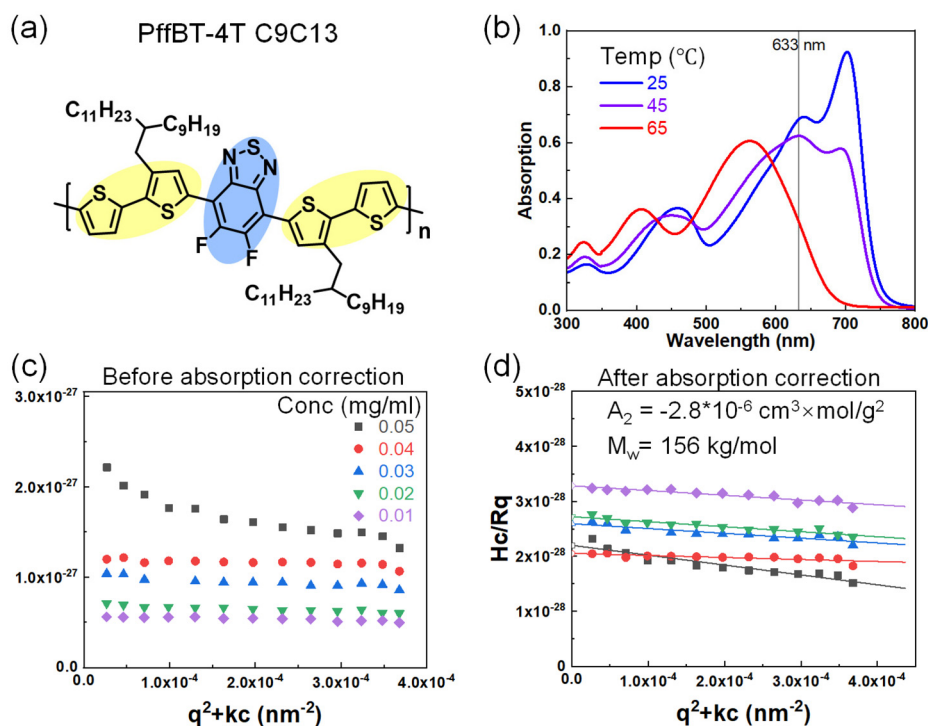 (a)
PffBT-4T C9C13
C₁₁H₂₃
C₉H₁₉
N
S
N
S
S
S
S
n
F
F
C₁₁H₂₃
C₉H₁₉
(b)
633 nm
Temp (℃)
25
45
65
Absorption
1.0
0.8
0.6
0.4
0.2
0.0
300 400 500 600 700 800
Wavelength (nm)
(c)
Before absorption correction
Conc (mg/ml)
0.05
0.04
0.03
0.02
0.01
3.0x10⁻²⁷
2.0x10⁻²⁷
1.0x10⁻²⁷
0.0
0.0 1.0x10⁻⁴ 2.0x10⁻⁴ 3.0x10⁻⁴ 4.0x10⁻⁴
q²+kc (nm⁻²)
(d)
After absorption correction
A₂ = -2.8*10⁻⁶ cm³×mol/g²
M_w= 156 kg/mol
Hc/Rq
5x10⁻²⁸
4x10⁻²⁸
3x10⁻²⁸
2x10⁻²⁸
1x10⁻²⁸
0
0.0 1.0x10⁻⁴ 2.0x10⁻⁴ 3.0x10⁻⁴ 4.0x10⁻⁴
q²+kc (nm⁻²)